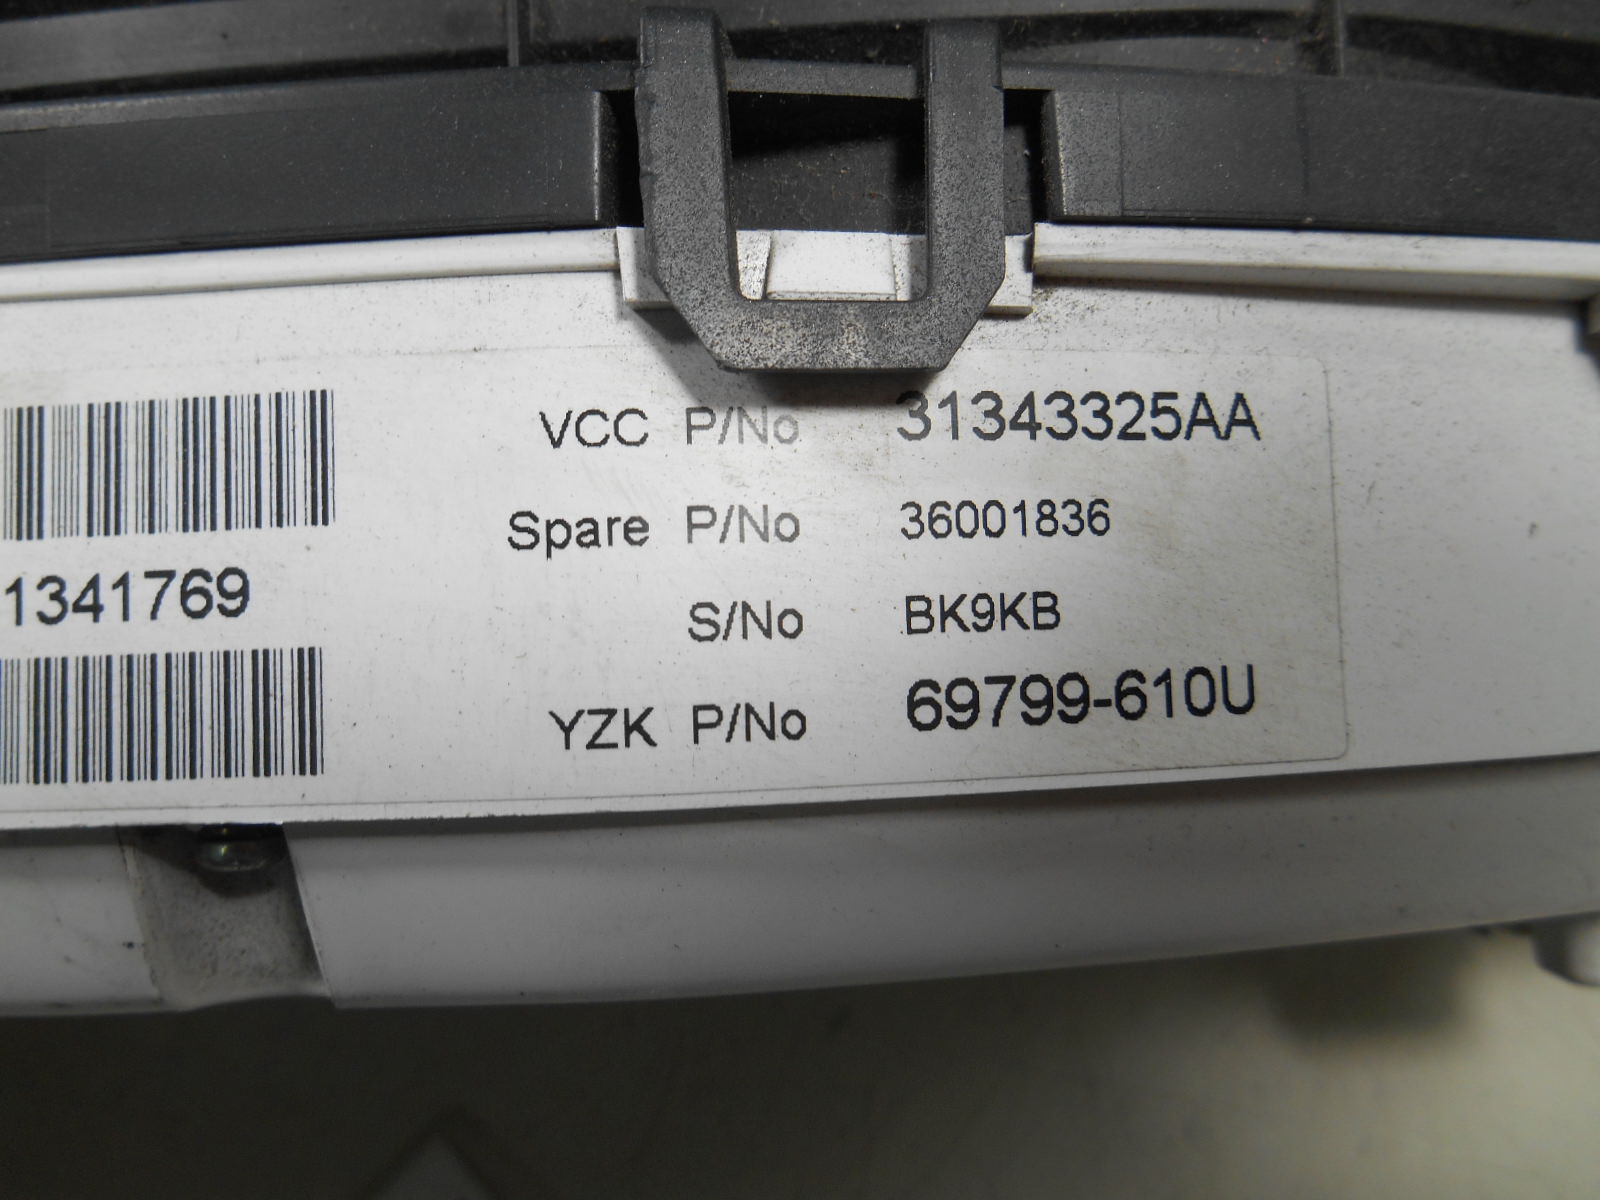 VCC P/No 31343325AA
Spare P/No 36001836
1341769
S/No BK9KB
YZK P/No 69799-610U